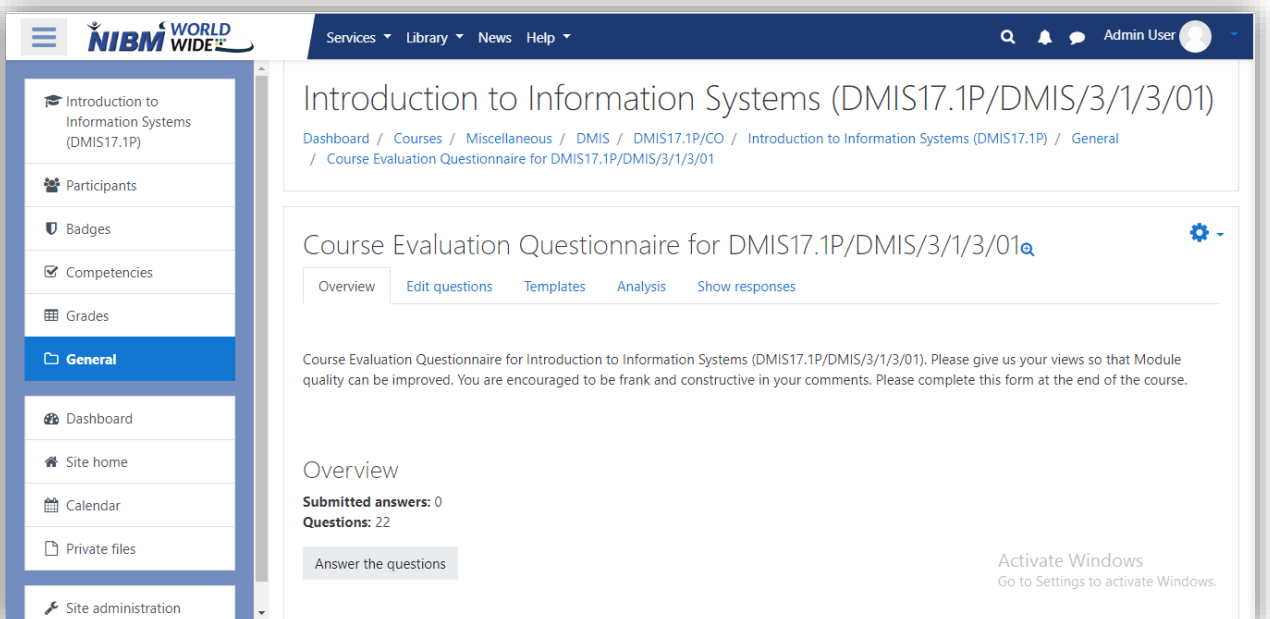 NIBM WORLD WIDE
Services Library News Help Admin User
Introduction to
Information Systems
(DMIS17.1P)
Participants
Badges
Competencies
Grades
General
Dashboard
Site home
Calendar
Private files
Site administration
Introduction to Information Systems (DMIS17.1P/DMIS/3/1/3/01)
Dashboard / Courses / Miscellaneous / DMIS / DMIS17.1P/CO / Introduction to Information Systems (DMIS17.1P) / General
/ Course Evaluation Questionnaire for DMIS17.1P/DMIS/3/1/3/01
Course Evaluation Questionnaire for DMIS17.1P/DMIS/3/1/3/01
Overview Edit questions Templates Analysis Show responses
Course Evaluation Questionnaire for Introduction to Information Systems (DMIS17.1P/DMIS/3/1/3/01). Please give us your views so that Module
quality can be improved. You are encouraged to be frank and constructive in your comments. Please complete this form at the end of the course.
Overview
Submitted answers: 0
Questions: 22
Answer the questions
Activate Windows
Go to Settings to activate Windows.